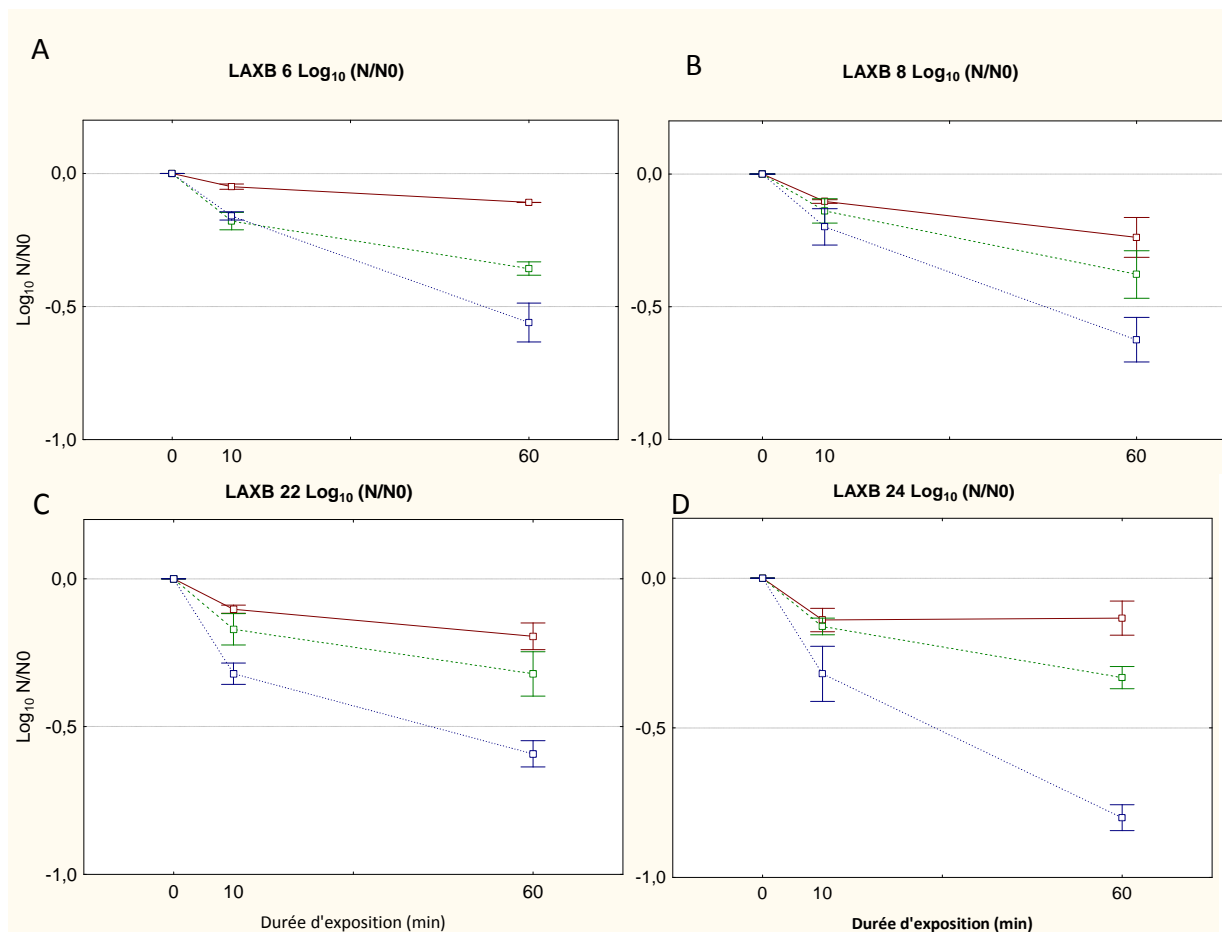 A
LAXB 6 Log₁₀ (N/N0)
B
LAXB 8 Log₁₀ (N/N0)
Log₁₀ N/N0
0,0
-0,5
-1,0
0 10 60
0,0
-0,5
-1,0
0 10 60
C
LAXB 22 Log₁₀ (N/N0)
D
LAXB 24 Log₁₀ (N/N0)
Log₁₀ N/N0
0,0
-0,5
-1,0
0 10 60
Durée d'exposition (min)
0,0
-0,5
-1,0
0 10 60
Durée d'exposition (min)